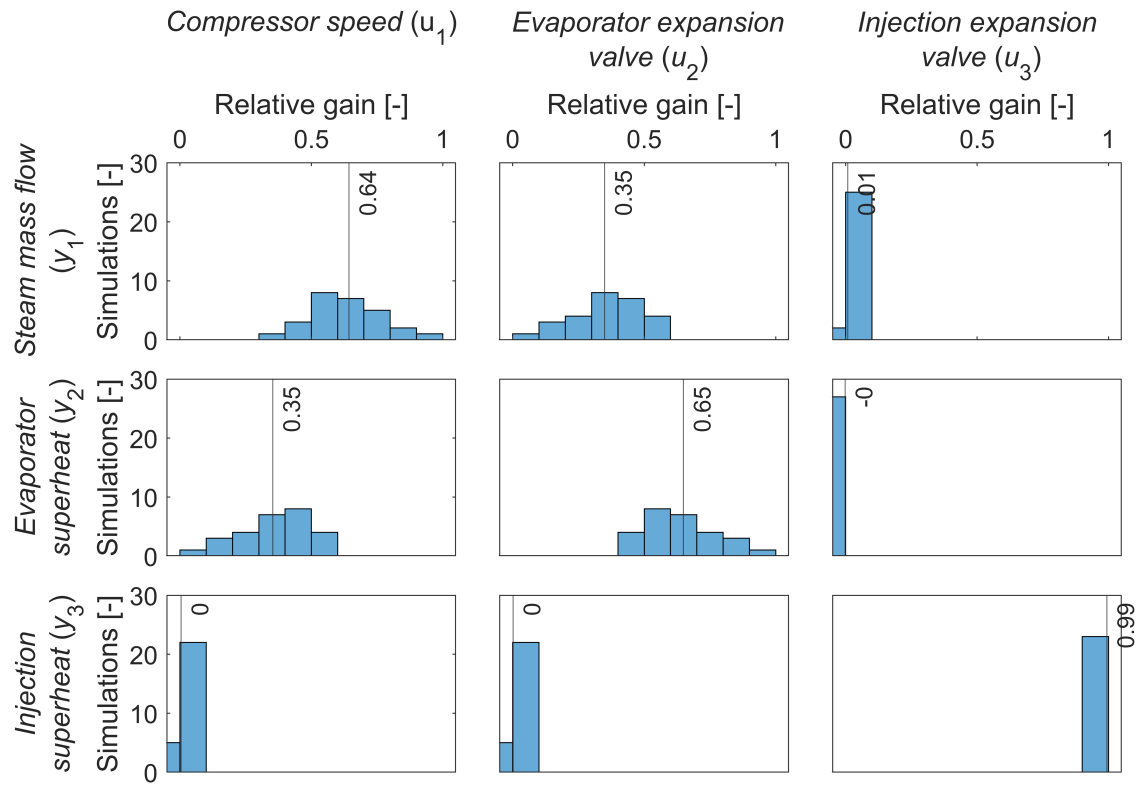 Compressor speed (u1)
Evaporator expansion
valve (u2)
Injection expansion
valve (u3)
Relative gain [-]
Relative gain [-]
Relative gain [-]
0 0.5 1
0 0.5 1
0 0.5 1
Steam mass flow
(y1)
Simulations [-]
30
20
10
0
0.64
0.35
0.01
Evaporator
superheat (y2)
Simulations [-]
30
20
10
0
0.35
0.65
-0
Injection
superheat (y3)
Simulations [-]
30
20
10
0
0
0
0.99